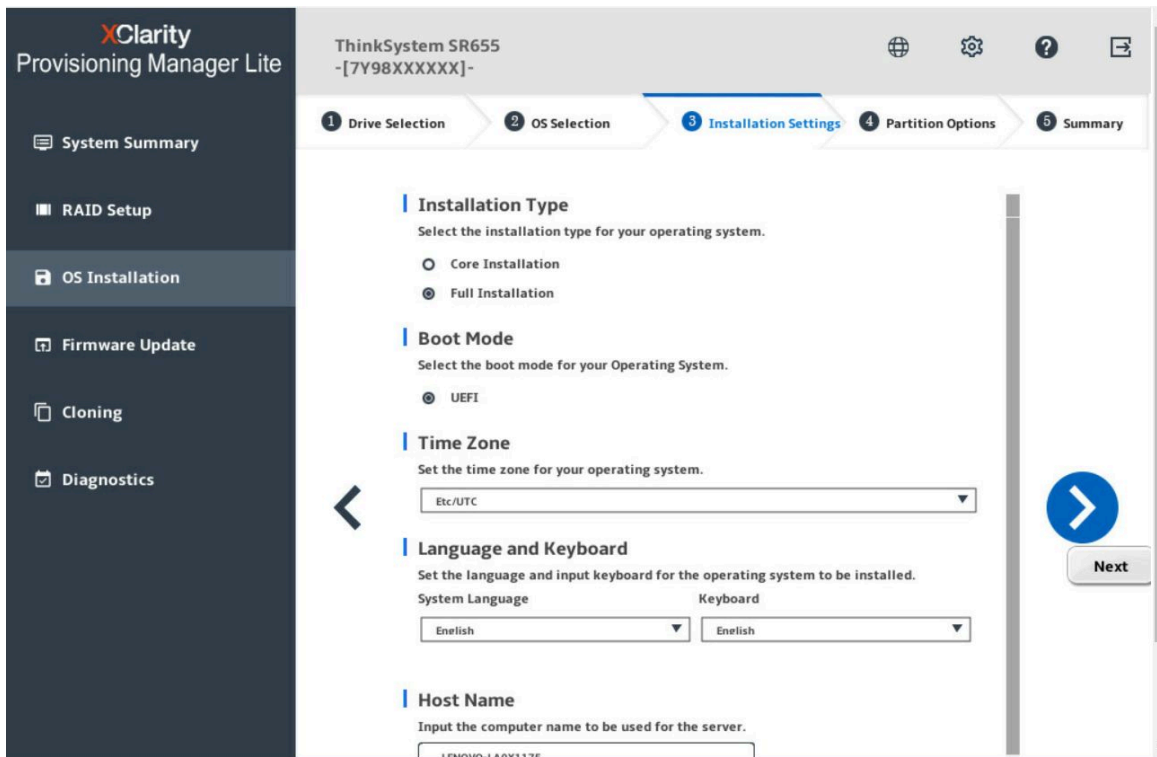 XClarity
Provisioning Manager Lite
ThinkSystem SR655
-[7Y98XXXXXX]-
1 Drive Selection
2 OS Selection
3 Installation Settings
4 Partition Options
5 Summary
System Summary
RAID Setup
OS Installation
Firmware Update
Cloning
Diagnostics
Installation Type
Select the installation type for your operating system.
Core Installation
Full Installation
Boot Mode
Select the boot mode for your Operating System.
UEFI
Time Zone
Set the time zone for your operating system.
Etc/UTC
Next
Language and Keyboard
Set the language and input keyboard for the operating system to be installed.
System Language Keyboard
English English
Host Name
Input the computer name to be used for the server.